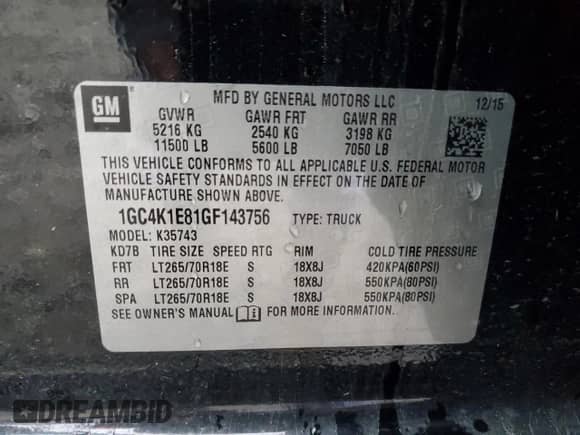 GM
MFD BY GENERAL MOTORS LLC 12/15
GVWR GAWR FRT GAWR RR
5216 KG 2540 KG 3198 KG
11500 LB 5600 LB 7050 LB
THIS VEHICLE CONFORMS TO ALL APPLICABLE U.S. FEDERAL MOTOR
VEHICLE SAFETY STANDARDS IN EFFECT ON THE DATE OF
MANUFACTURE SHOWN ABOVE.
1GC4K1E81GF143756 TYPE: TRUCK
MODEL: K35743
KD7B TIRE SIZE SPEED RTG RIM COLD TIRE PRESSURE
FRT LT265/70R18E S 18X8J 420KPA(60PSI)
RR LT265/70R18E S 18X8J 550KPA(80PSI)
SPA LT265/70R18E S 18X8J 550KPA(80PSI)
SEE OWNER'S MANUAL FOR MORE INFORMATION.
DREAMBID